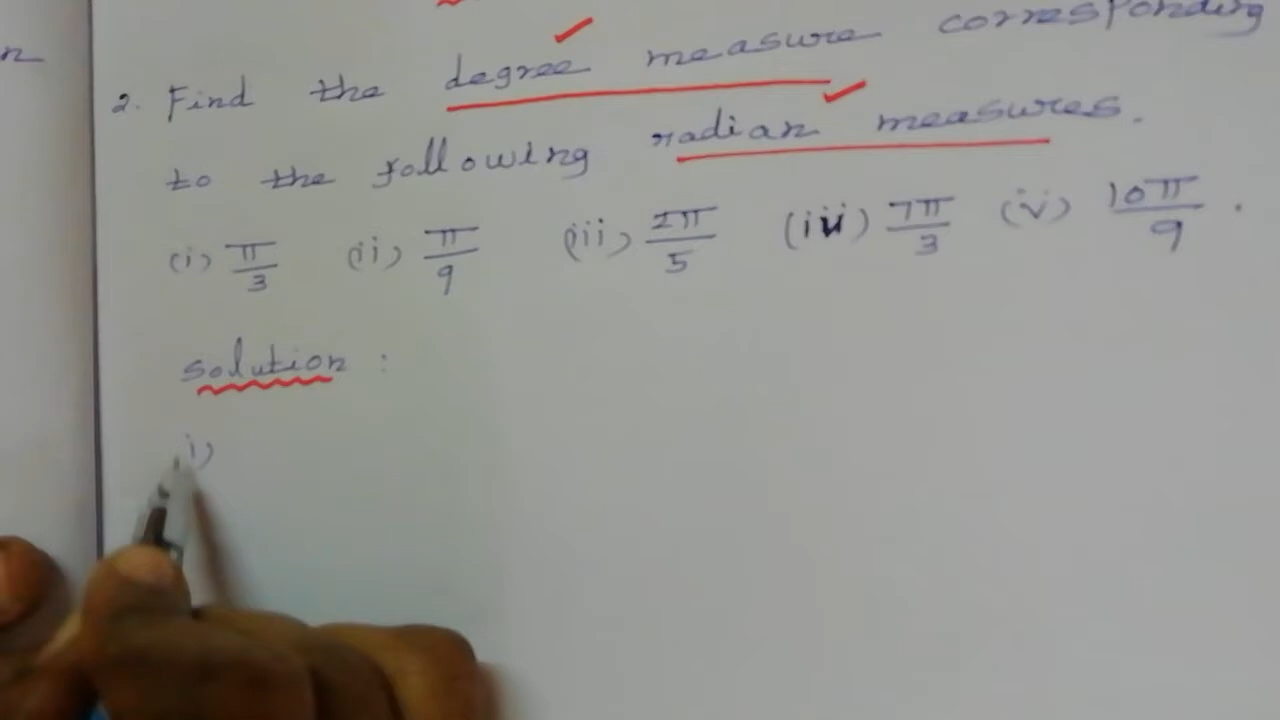 n
2. Find the degree measure corresponding
to the following radian measures.
(i) π/3 (ii) π/9 (iii) 2π/5 (iv) 7π/3 (v) 10π/9.
solution :
i)